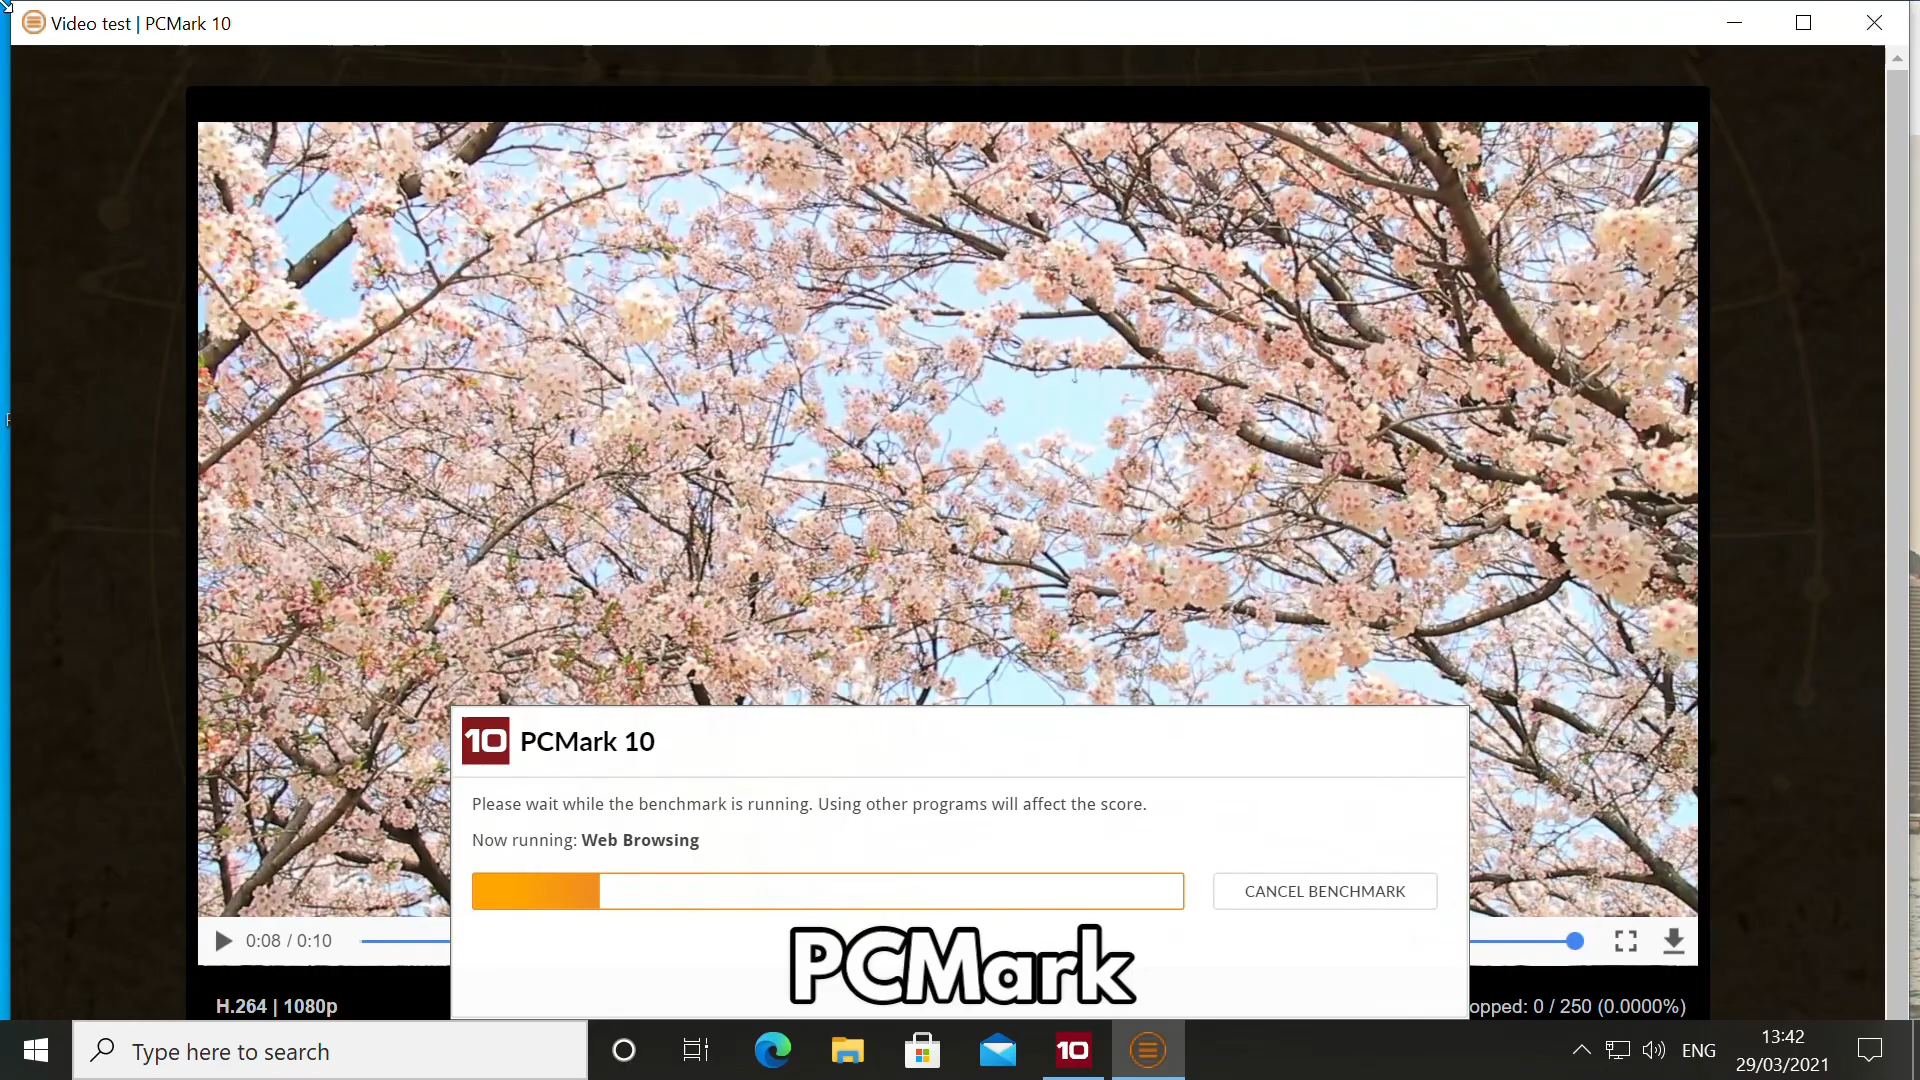 Video test | PCMark 10
10 PCMark 10
Please wait while the benchmark is running. Using other programs will affect the score.
Now running: Web Browsing
CANCEL BENCHMARK
0:08 / 0:10
PCMark
H.264 | 1080p
opped: 0 / 250 (0.0000%)
Type here to search
10
ENG
13:42
29/03/2021